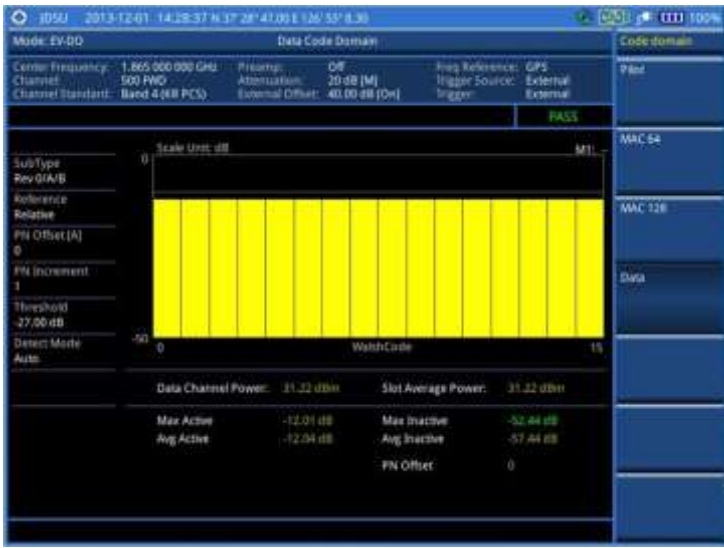 JDSU 2013-12-01 14:28:37 N 37° 28' 47.00 E 126° 53' 8.30 100%
Mode: EV-DO Data Code Domain Code domain
Center Frequency: 1.865 000 000 GHz Preamp: Off Freq Reference: GPS
Channel: 500 FWD Attenuation: 20 dB [M] Trigger Source: External
Channel Standard: Band 4 (KR PCS) External Offset: 40.00 dB [On] Trigger: External
Pilot
PASS
MAC 64
Scale Unit: dB M1: --
0
SubType
Rev 0/A/B
Reference
Relative
MAC 128
PN Offset [A]
0
PN Increment
1
Data
Threshold
-27.00 dB
Detect Mode
Auto
-50 0 WalshCode 15
Data Channel Power: 31.22 dBm Slot Average Power: 31.22 dBm
Max Active -12.01 dB Max Inactive -52.44 dB
Avg Active -12.04 dB Avg Inactive -57.44 dB
PN Offset 0